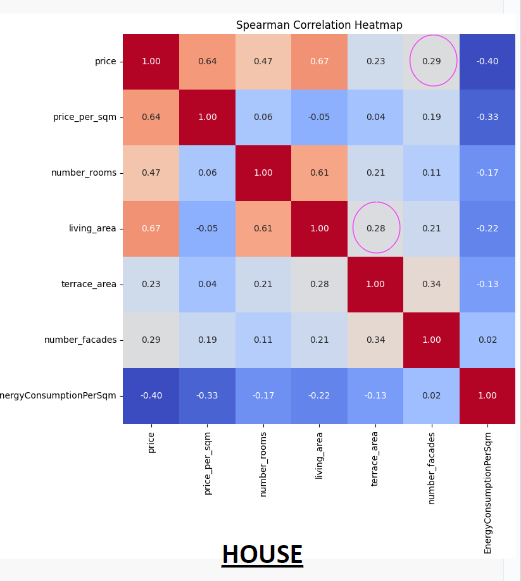 Spearman Correlation Heatmap
price 1.00 0.64 0.47 0.67 0.23 0.29 -0.40
price_per_sqm 0.64 1.00 0.06 -0.05 0.04 0.19 -0.33
number_rooms 0.47 0.06 1.00 0.61 0.21 0.11 -0.17
living_area 0.67 -0.05 0.61 1.00 0.28 0.21 -0.22
terrace_area 0.23 0.04 0.21 0.28 1.00 0.34 -0.13
number_facades 0.29 0.19 0.11 0.21 0.34 1.00 0.02
nergyConsumptionPerSqm -0.40 -0.33 -0.17 -0.22 -0.13 0.02 1.00
price
price_per_sqm
number_rooms
living_area
terrace_area
number_facades
EnergyConsumptionPerSqm
HOUSE